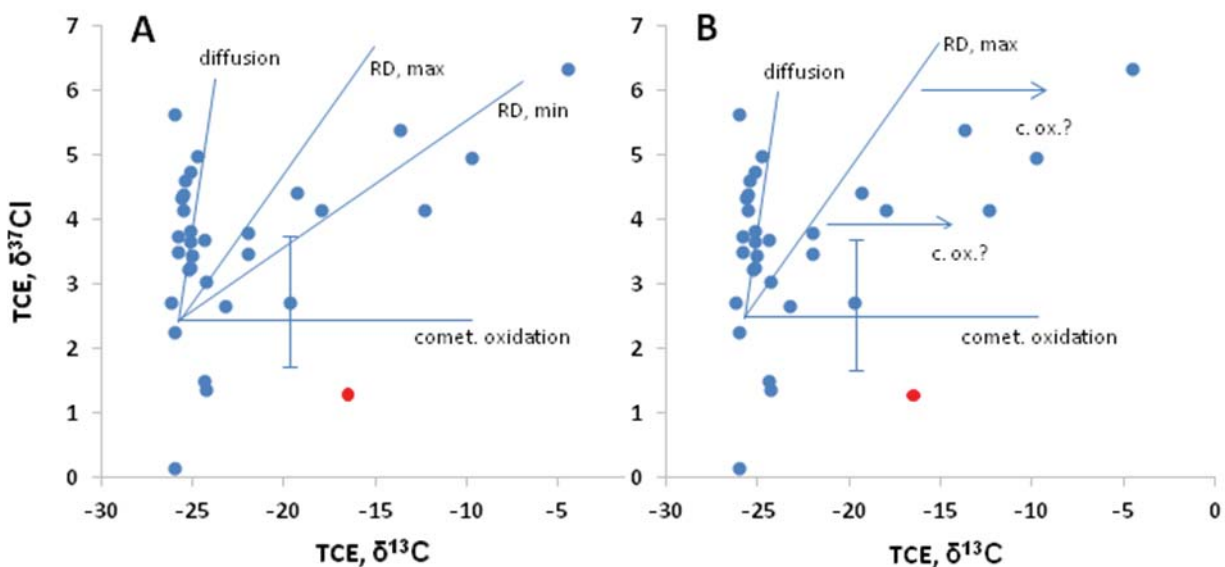 A
B
7
6
5
4
3
2
1
0
TCE, δ³⁷Cl
diffusion
RD, max
RD, min
comet. oxidation
−30
−25
−20
−15
−10
−5
TCE, δ¹³C
7
6
5
4
3
2
1
0
diffusion
RD, max
c. ox.?
c. ox.?
comet. oxidation
−30
−25
−20
−15
−10
−5
0
TCE, δ¹³C